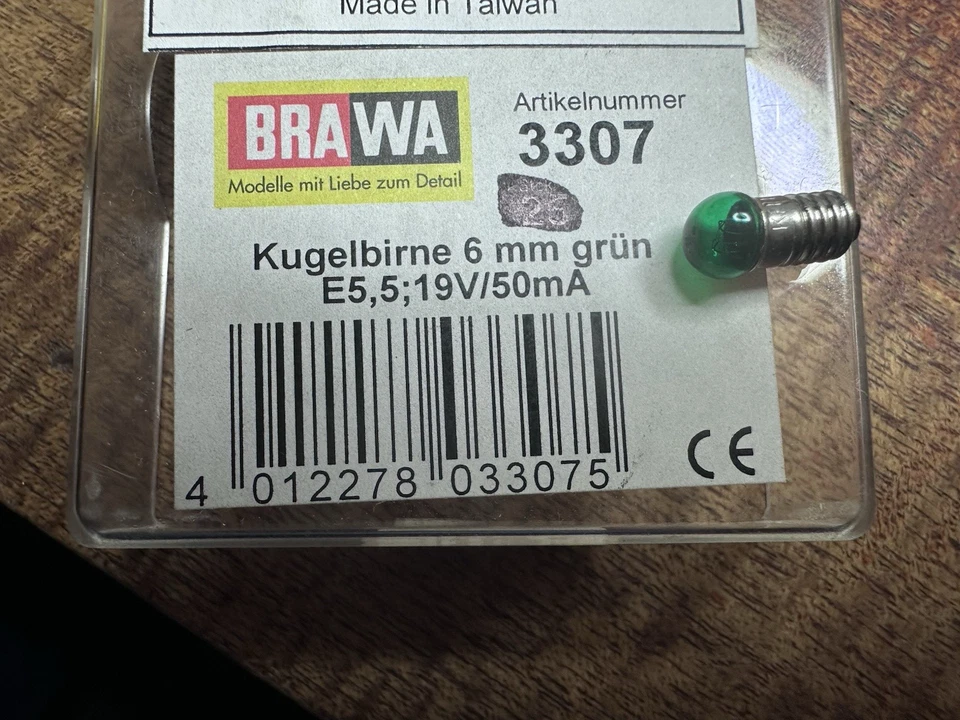 Made in Taiwan
BRAWA
Modelle mit Liebe zum Detail
Artikelnummer
3307
26
Kugelbirne 6 mm grün
E5,5;19V/50mA
4 012278 033075
CE